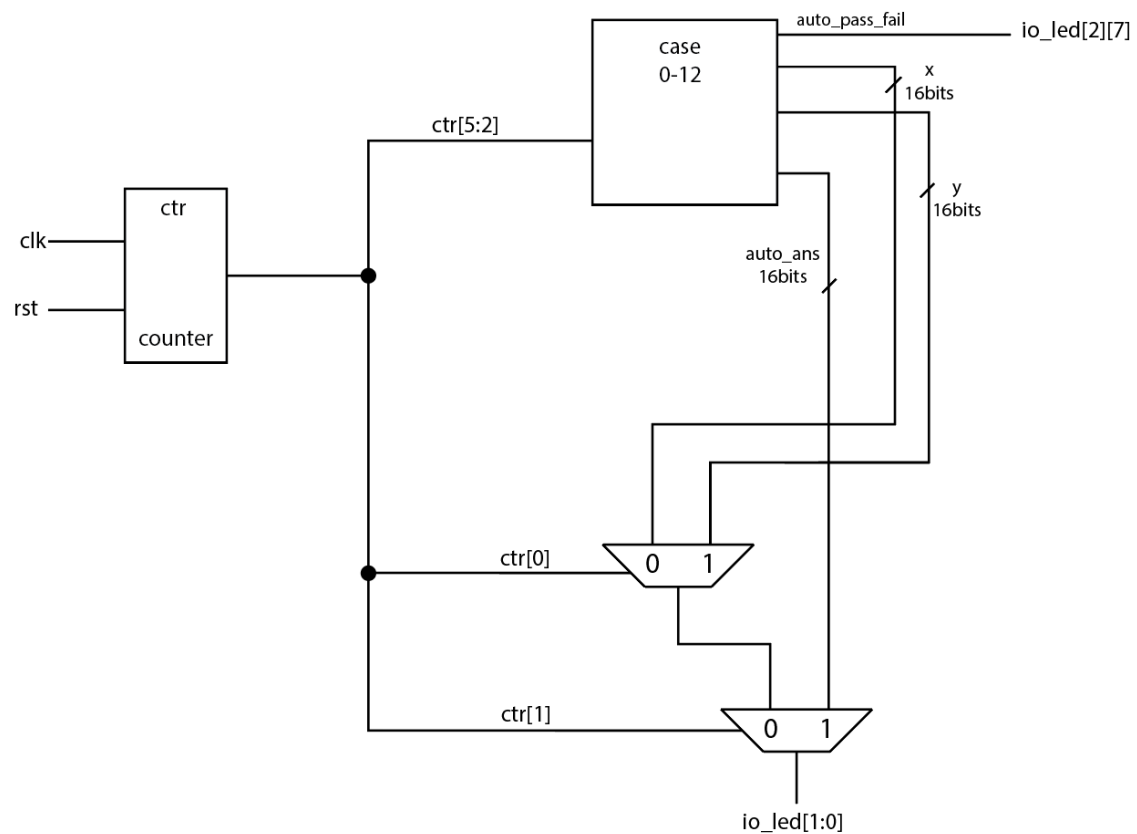 auto_pass_fail
io_led[2][7]
case
0-12
x
16bits
ctr[5:2]
y
16bits
ctr
clk
auto_ans
16bits
rst
counter
ctr[0]
0
1
ctr[1]
0
1
io_led[1:0]